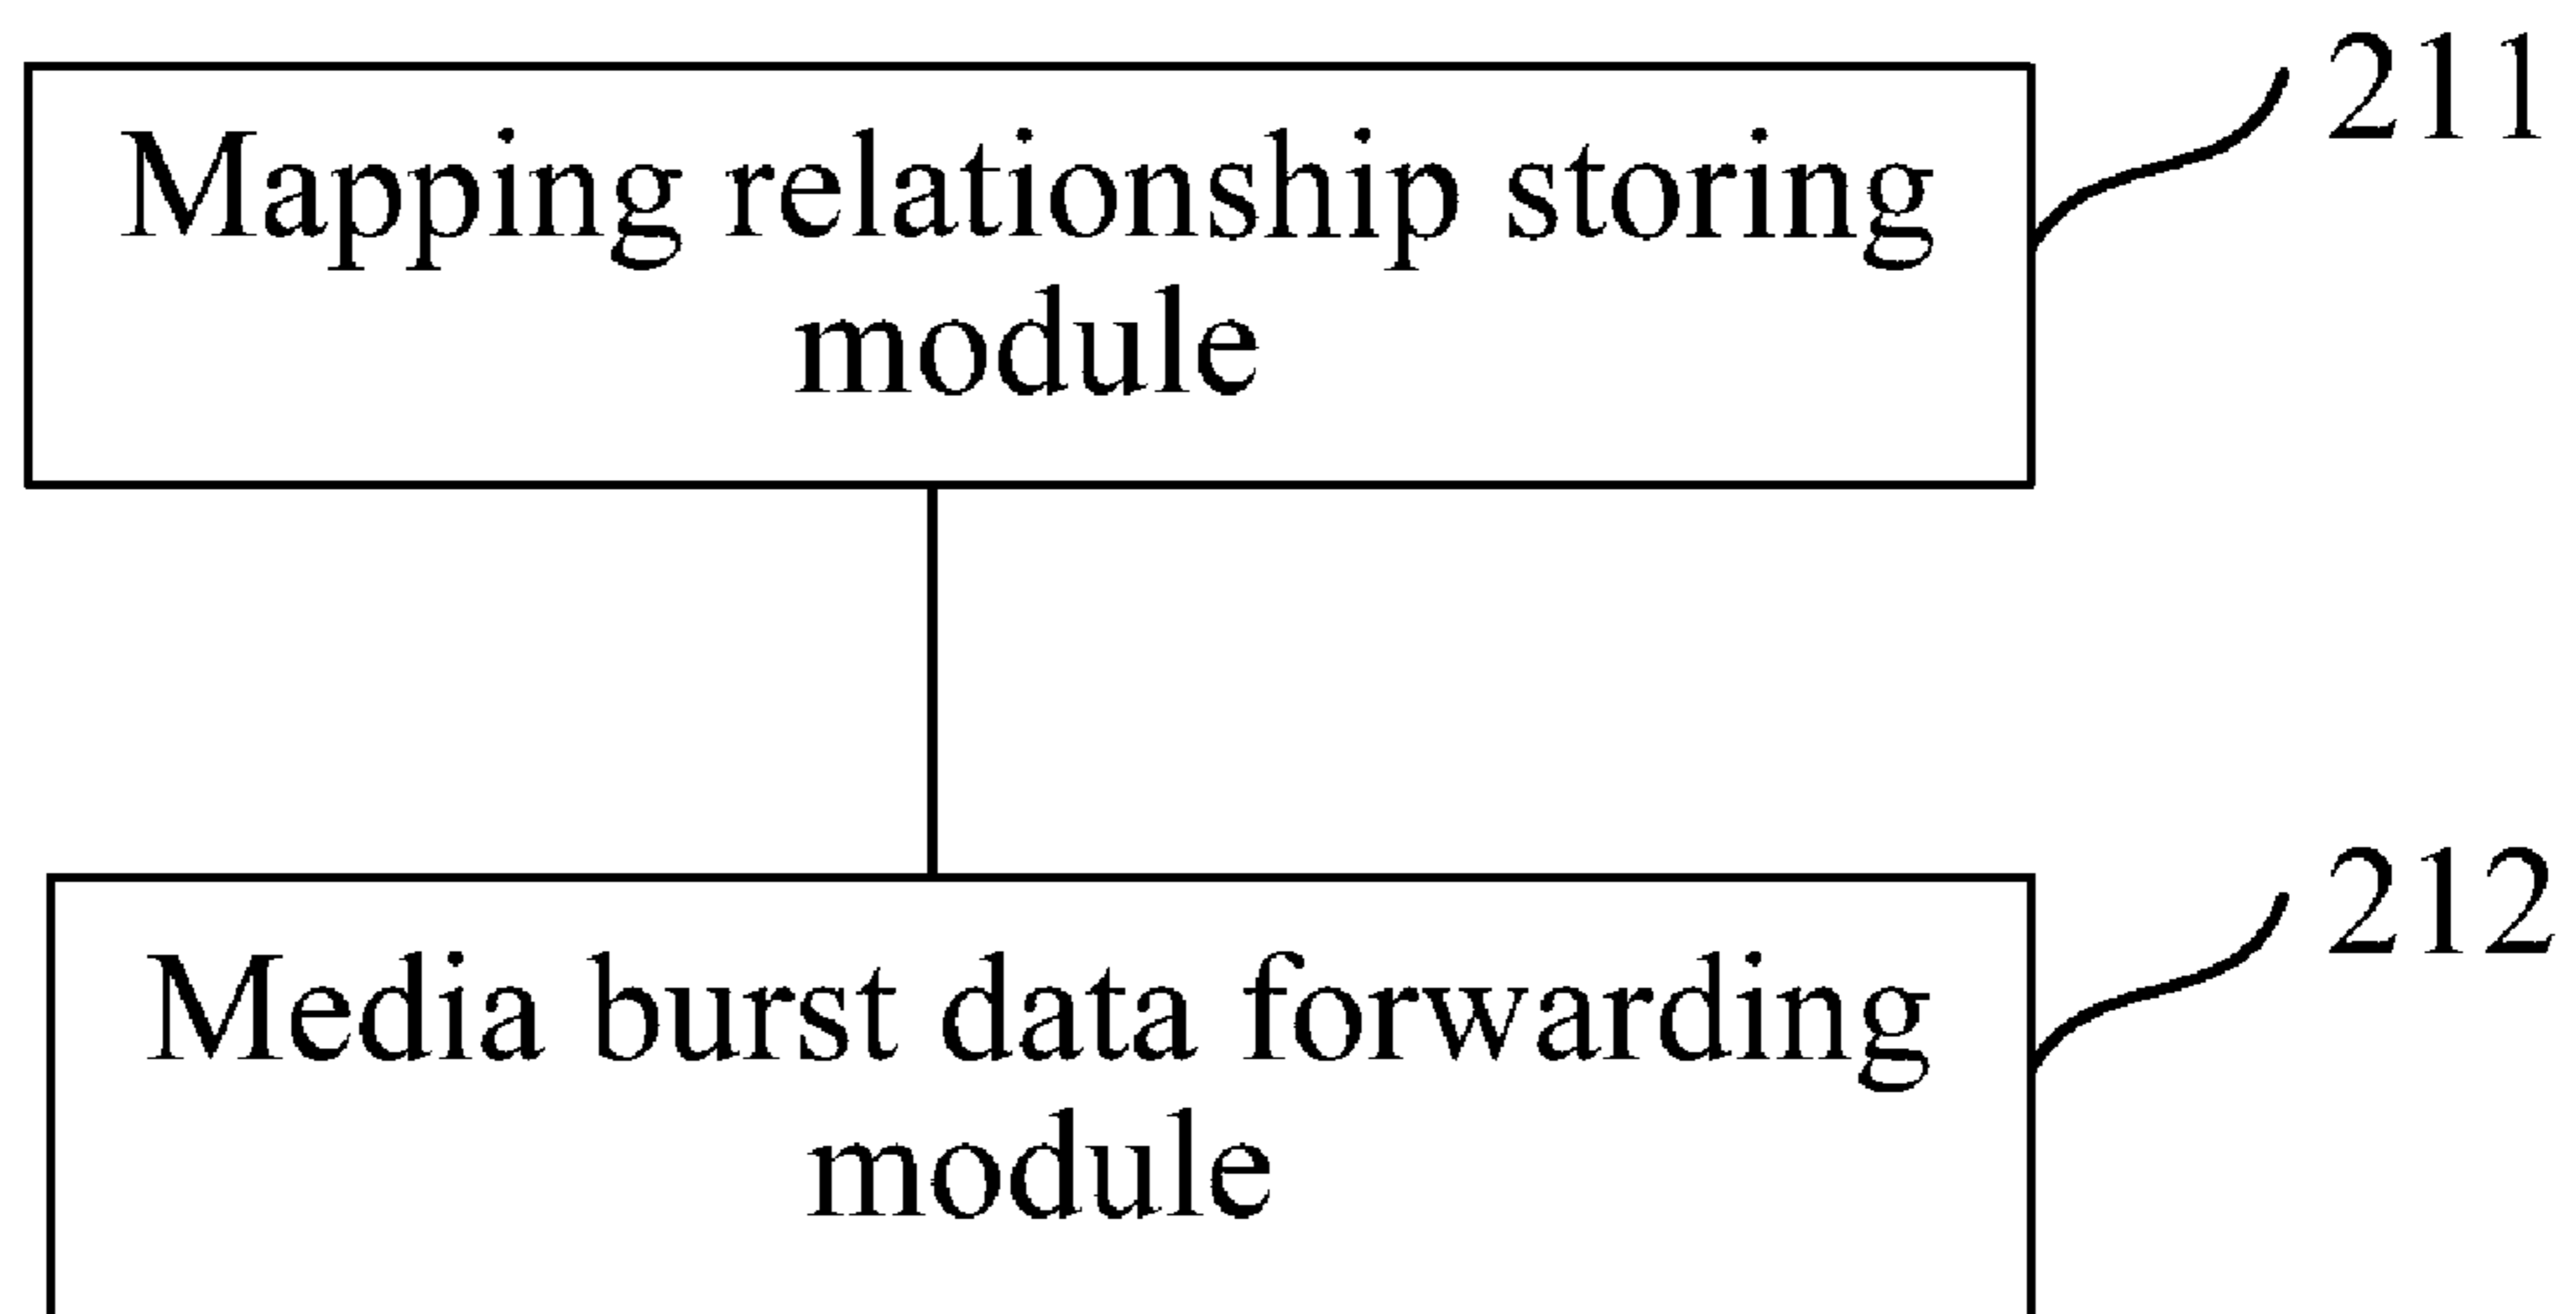 211
Mapping relationship storing
module
212
Media burst data forwarding
module